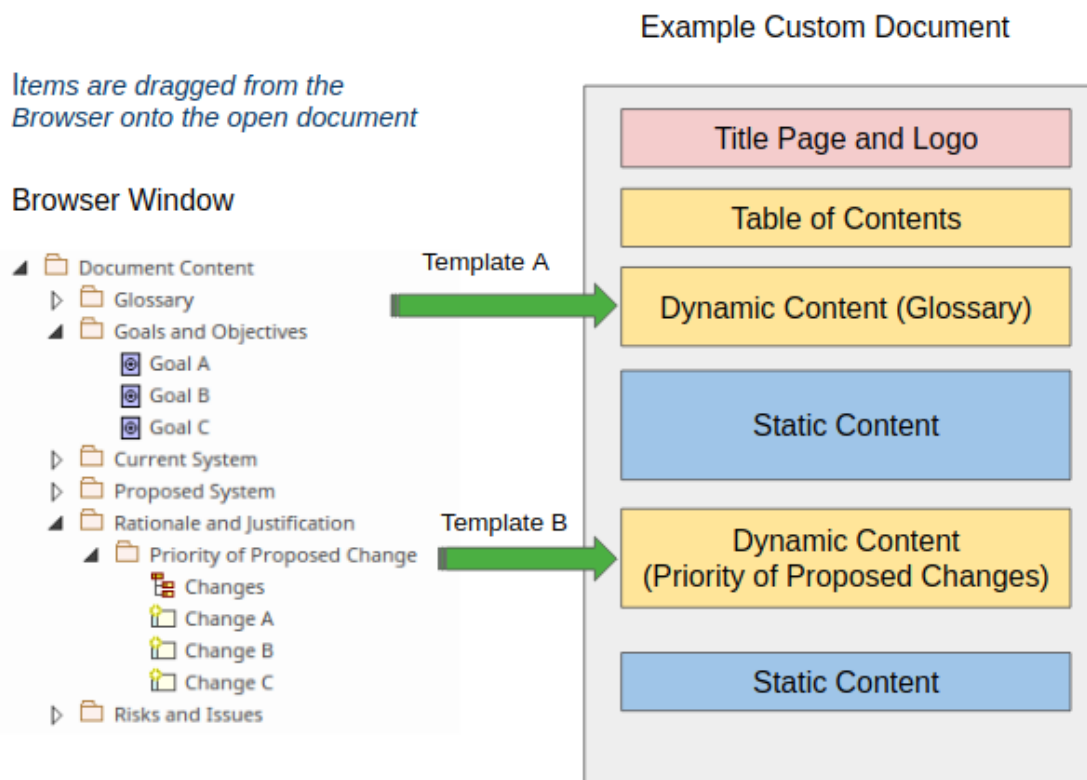 Example Custom Document
Items are dragged from the
Browser onto the open document
Browser Window
Document Content
Glossary
Goals and Objectives
Goal A
Goal B
Goal C
Current System
Proposed System
Rationale and Justification
Priority of Proposed Change
Changes
Change A
Change B
Change C
Risks and Issues
Template A
Template B
Title Page and Logo
Table of Contents
Dynamic Content (Glossary)
Static Content
Dynamic Content
(Priority of Proposed Changes)
Static Content